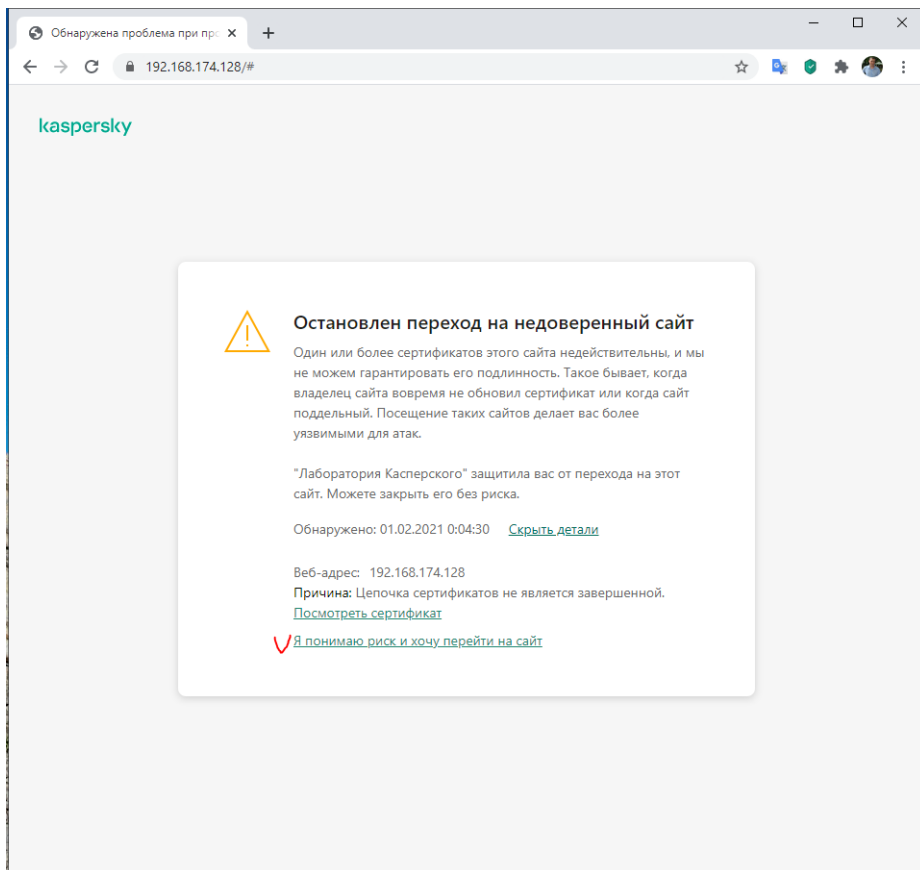 Обнаружена проблема при про
192.168.174.128/#
kaspersky
Остановлен переход на недоверенный сайт
Один или более сертификатов этого сайта недействительны, и мы
не можем гарантировать его подлинность. Такое бывает, когда
владелец сайта вовремя не обновил сертификат или когда сайт
поддельный. Посещение таких сайтов делает вас более
уязвимыми для атак.
"Лаборатория Касперского" защитила вас от перехода на этот
сайт. Можете закрыть его без риска.
Обнаружено: 01.02.2021 0:04:30 Скрыть детали
Веб-адрес: 192.168.174.128
Причина: Цепочка сертификатов не является завершенной.
Посмотреть сертификат
Я понимаю риск и хочу перейти на сайт